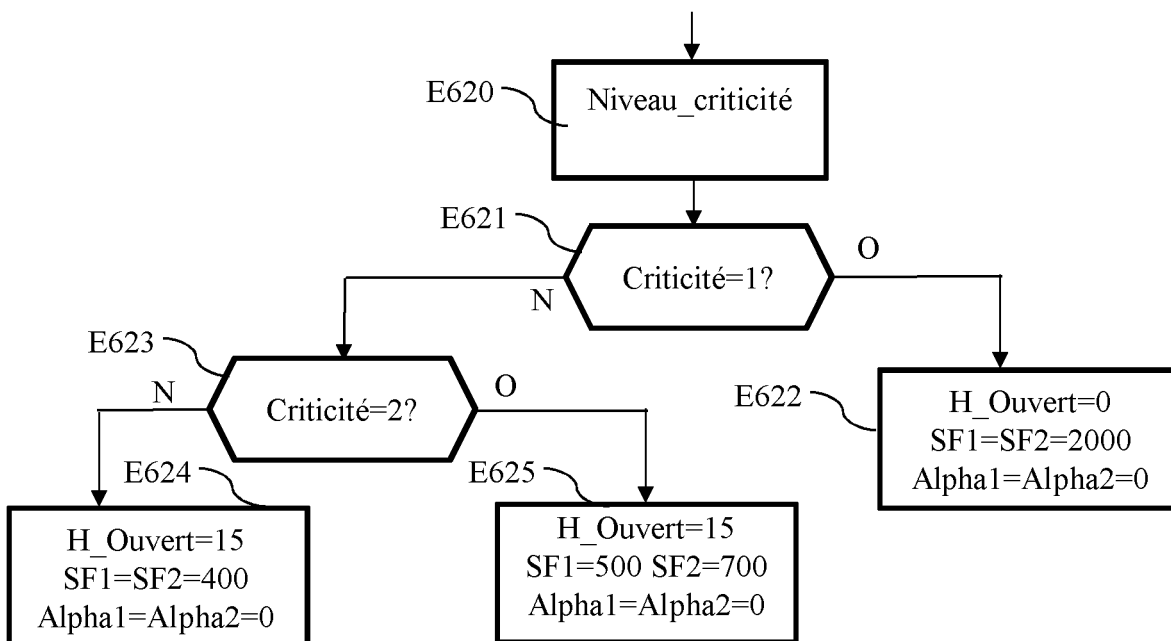 E620
Niveau_criticité
E621
Criticité=1?
O
N
E623
Criticité=2?
N
O
E622
H_Ouvert=0
SF1=SF2=2000
Alpha1=Alpha2=0
E624
H_Ouvert=15
SF1=SF2=400
Alpha1=Alpha2=0
E625
H_Ouvert=15
SF1=500 SF2=700
Alpha1=Alpha2=0